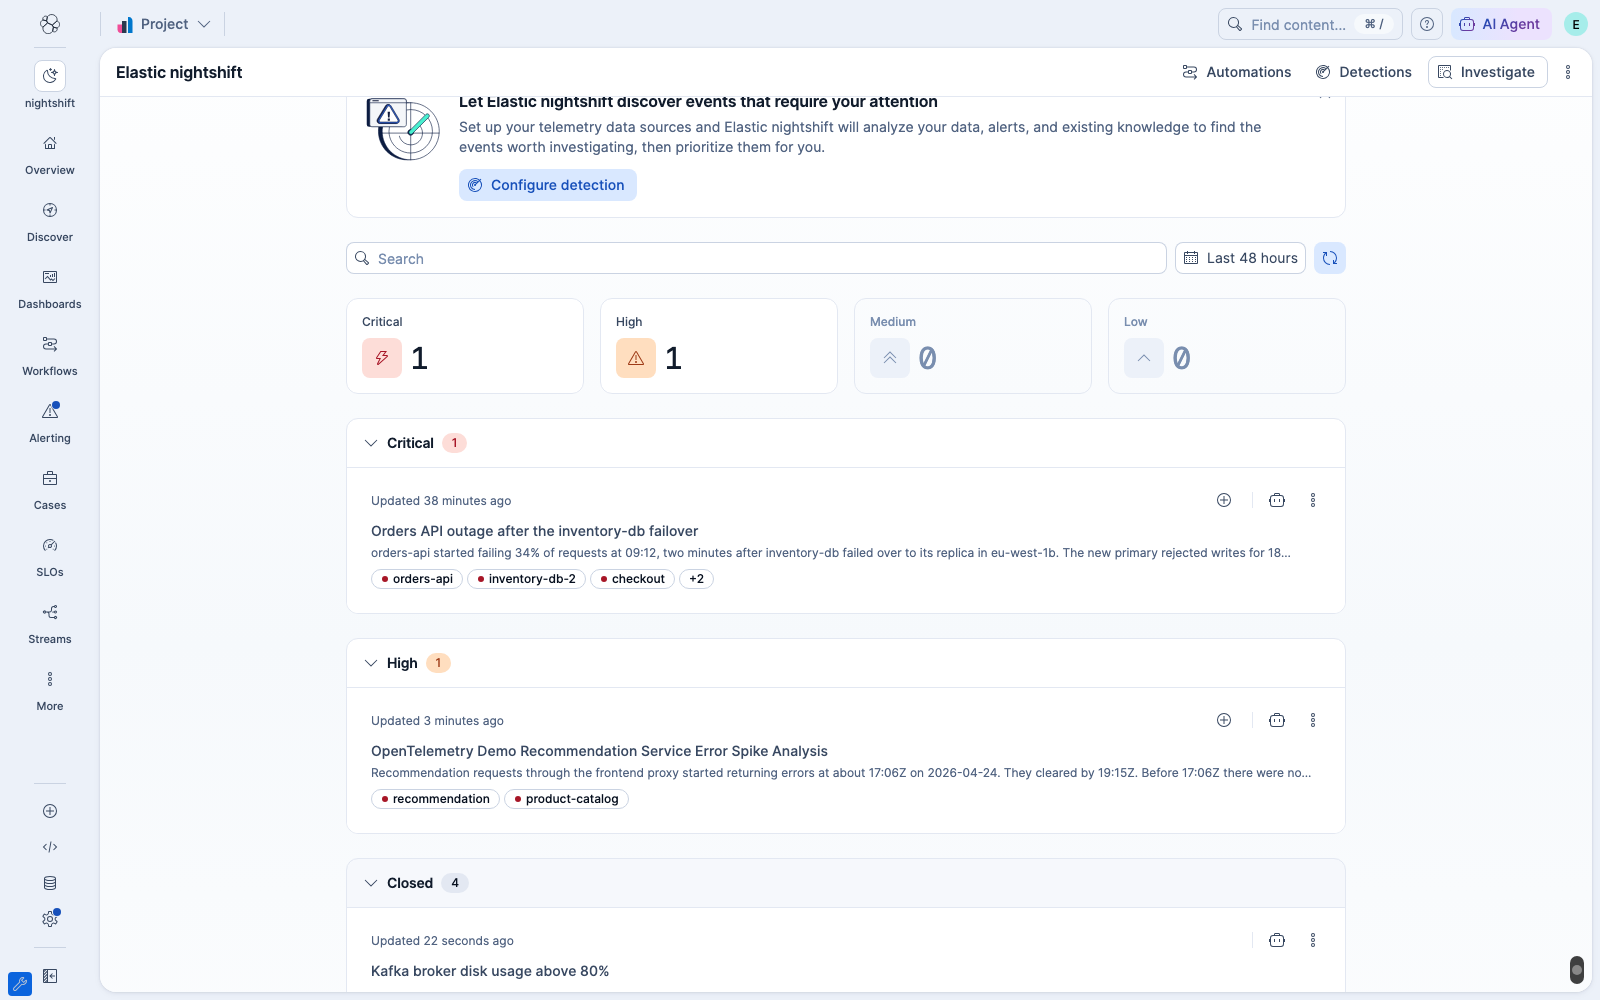 Project
Find content...
⌘ /
AI Agent
E
Elastic nightshift
Automations
Detections
Investigate
nightshift
Overview
Discover
Dashboards
Workflows
Alerting
Cases
SLOs
Streams
More
Let Elastic nightshift discover events that require your attention
Set up your telemetry data sources and Elastic nightshift will analyze your data, alerts, and existing knowledge to find the
events worth investigating, then prioritize them for you.
Configure detection
Search
Last 48 hours
Critical
1
High
1
Medium
0
Low
0
Critical 1
Updated 38 minutes ago
Orders API outage after the inventory-db failover
orders-api started failing 34% of requests at 09:12, two minutes after inventory-db failed over to its replica in eu-west-1b. The new primary rejected writes for 18...
orders-api inventory-db-2 checkout +2
High 1
Updated 3 minutes ago
OpenTelemetry Demo Recommendation Service Error Spike Analysis
Recommendation requests through the frontend proxy started returning errors at about 17:06Z on 2026-04-24. They cleared by 19:15Z. Before 17:06Z there were no...
recommendation product-catalog
Closed 4
Updated 22 seconds ago
Kafka broker disk usage above 80%